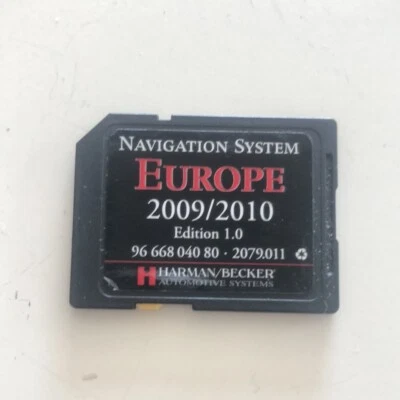 NAVIGATION SYSTEM
EUROPE
2009/2010
Edition 1.0
96 668 040 80 · 2079.011
HARMAN/BECKER
AUTOMOTIVE SYSTEMS